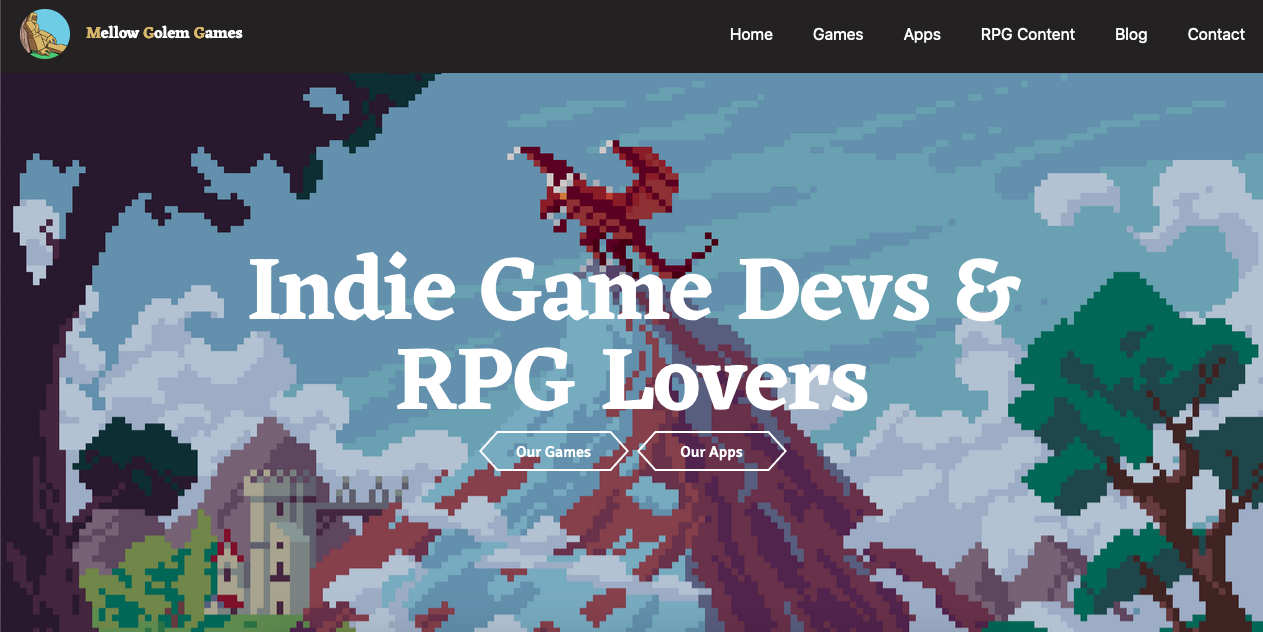 Mellow Golem Games
Home Games Apps RPG Content Blog Contact
Indie Game Devs &
RPG Lovers
Our Games Our Apps